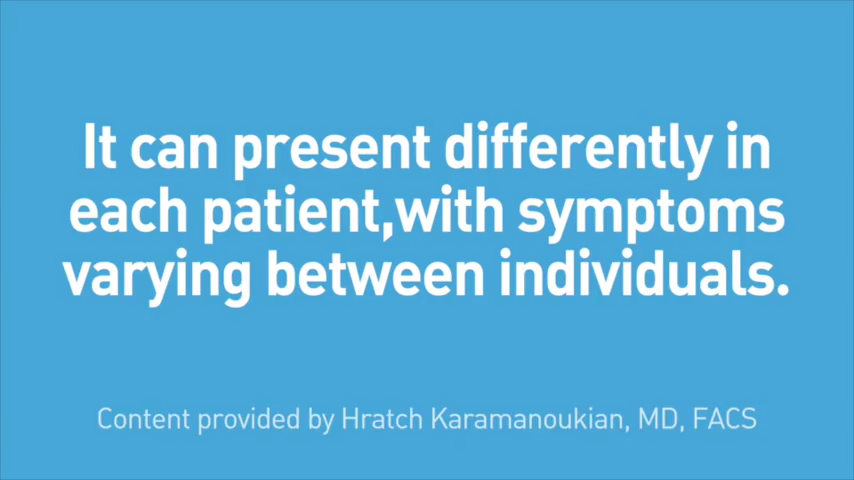 It can present differently in
each patient,with symptoms
varying between individuals.
Content provided by Hratch Karamanoukian, MD, FACS